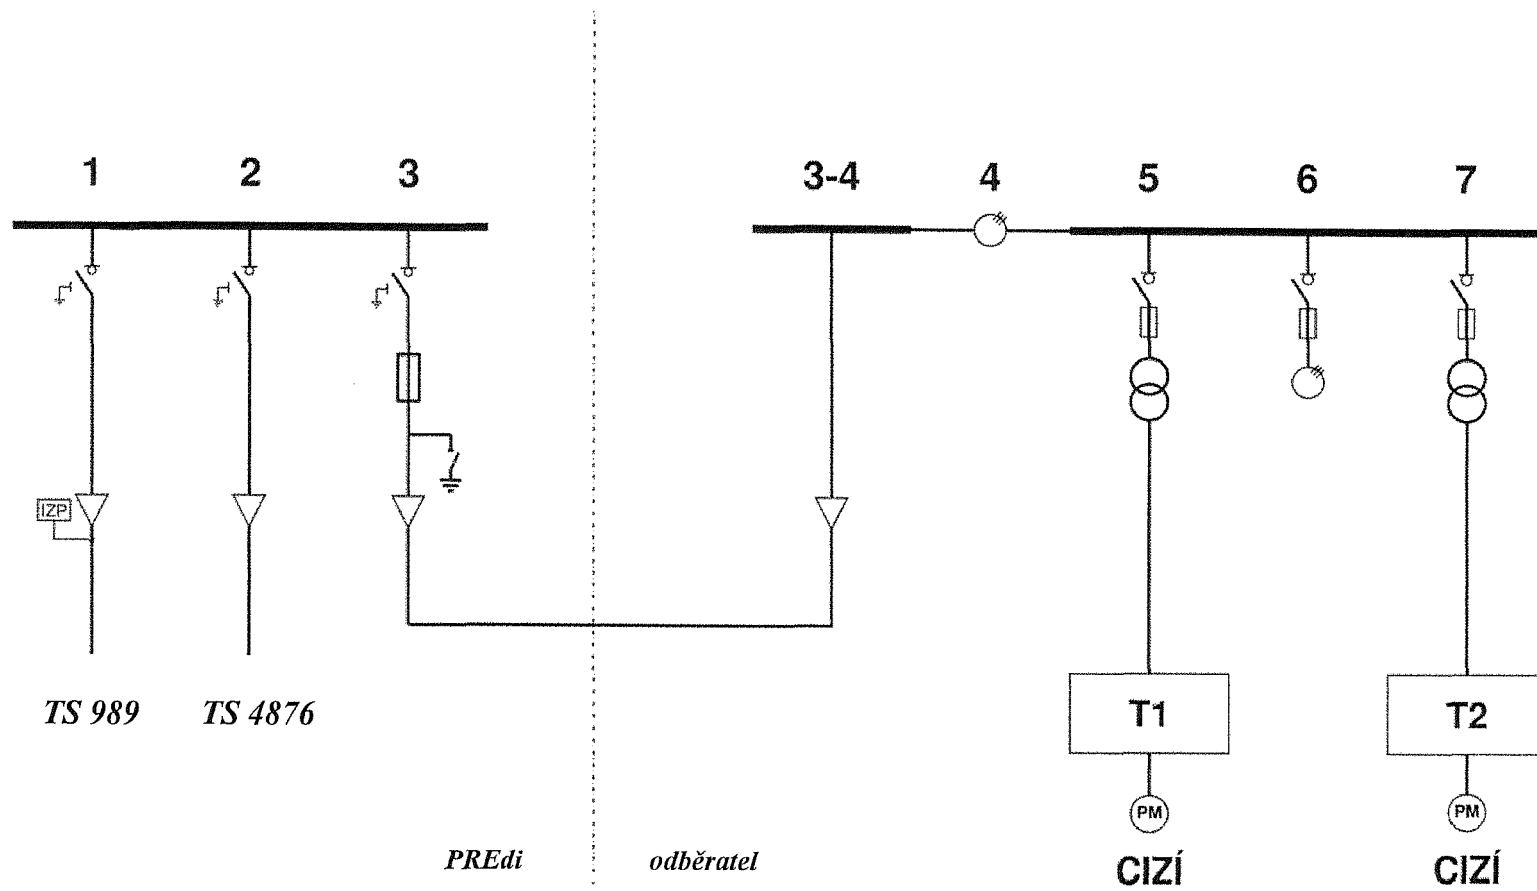 1 2 3 3-4 4 5 6 7
IZP
TS 989 TS 4876 T1 T2
PM PM
PREdi odběratel CIZÍ CIZÍ